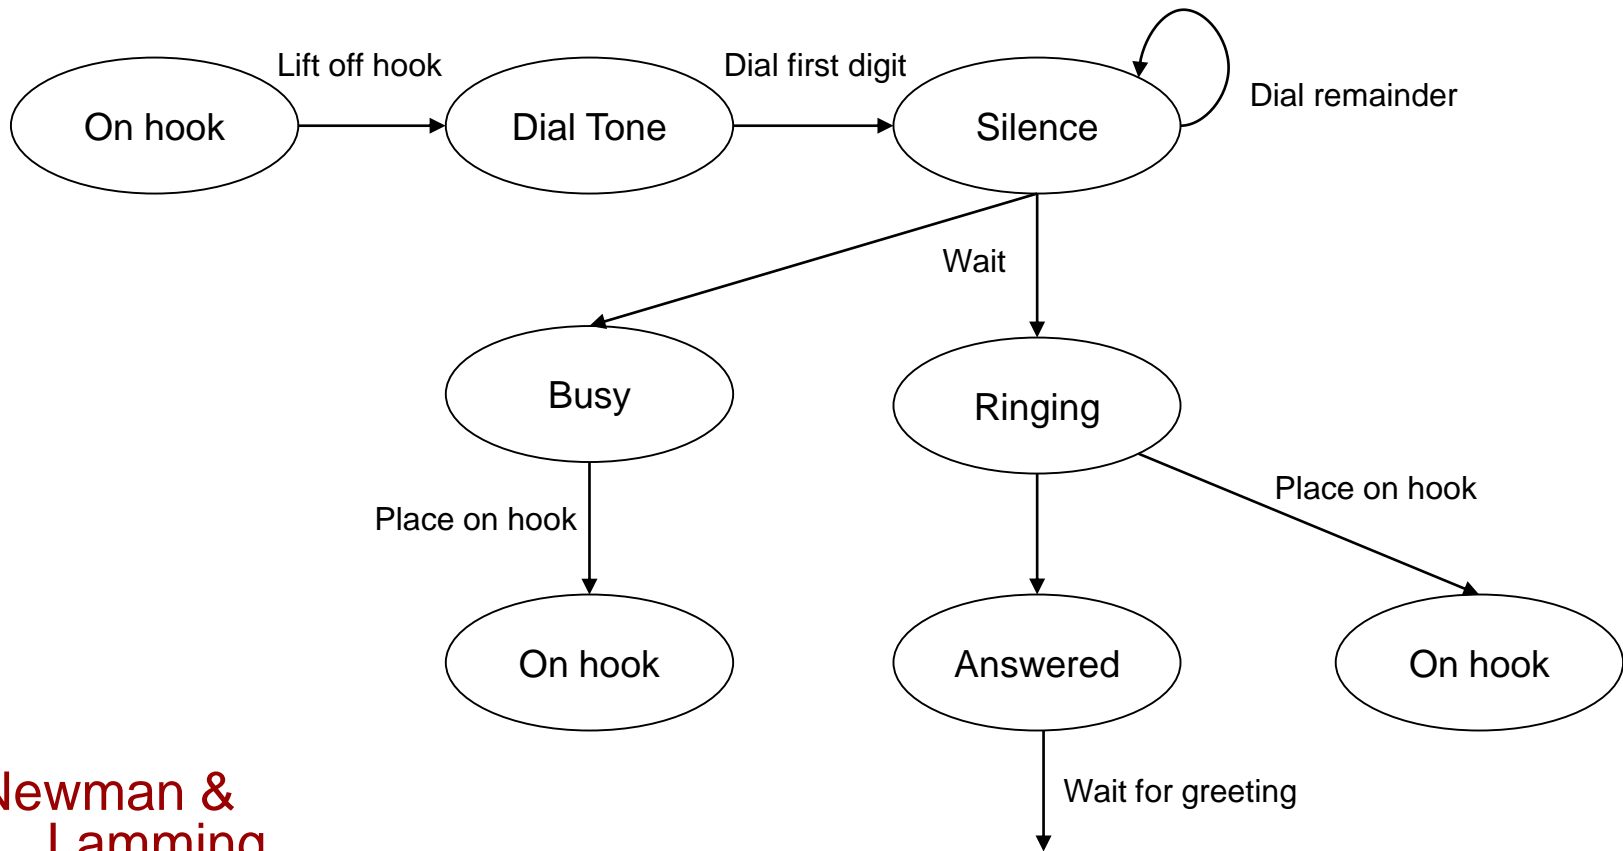 Lift off hook
Dial first digit
Dial remainder
On hook
Dial Tone
Silence
Wait
Busy
Ringing
Place on hook
Place on hook
On hook
Answered
On hook
Wait for greeting
Newman &
Lamming